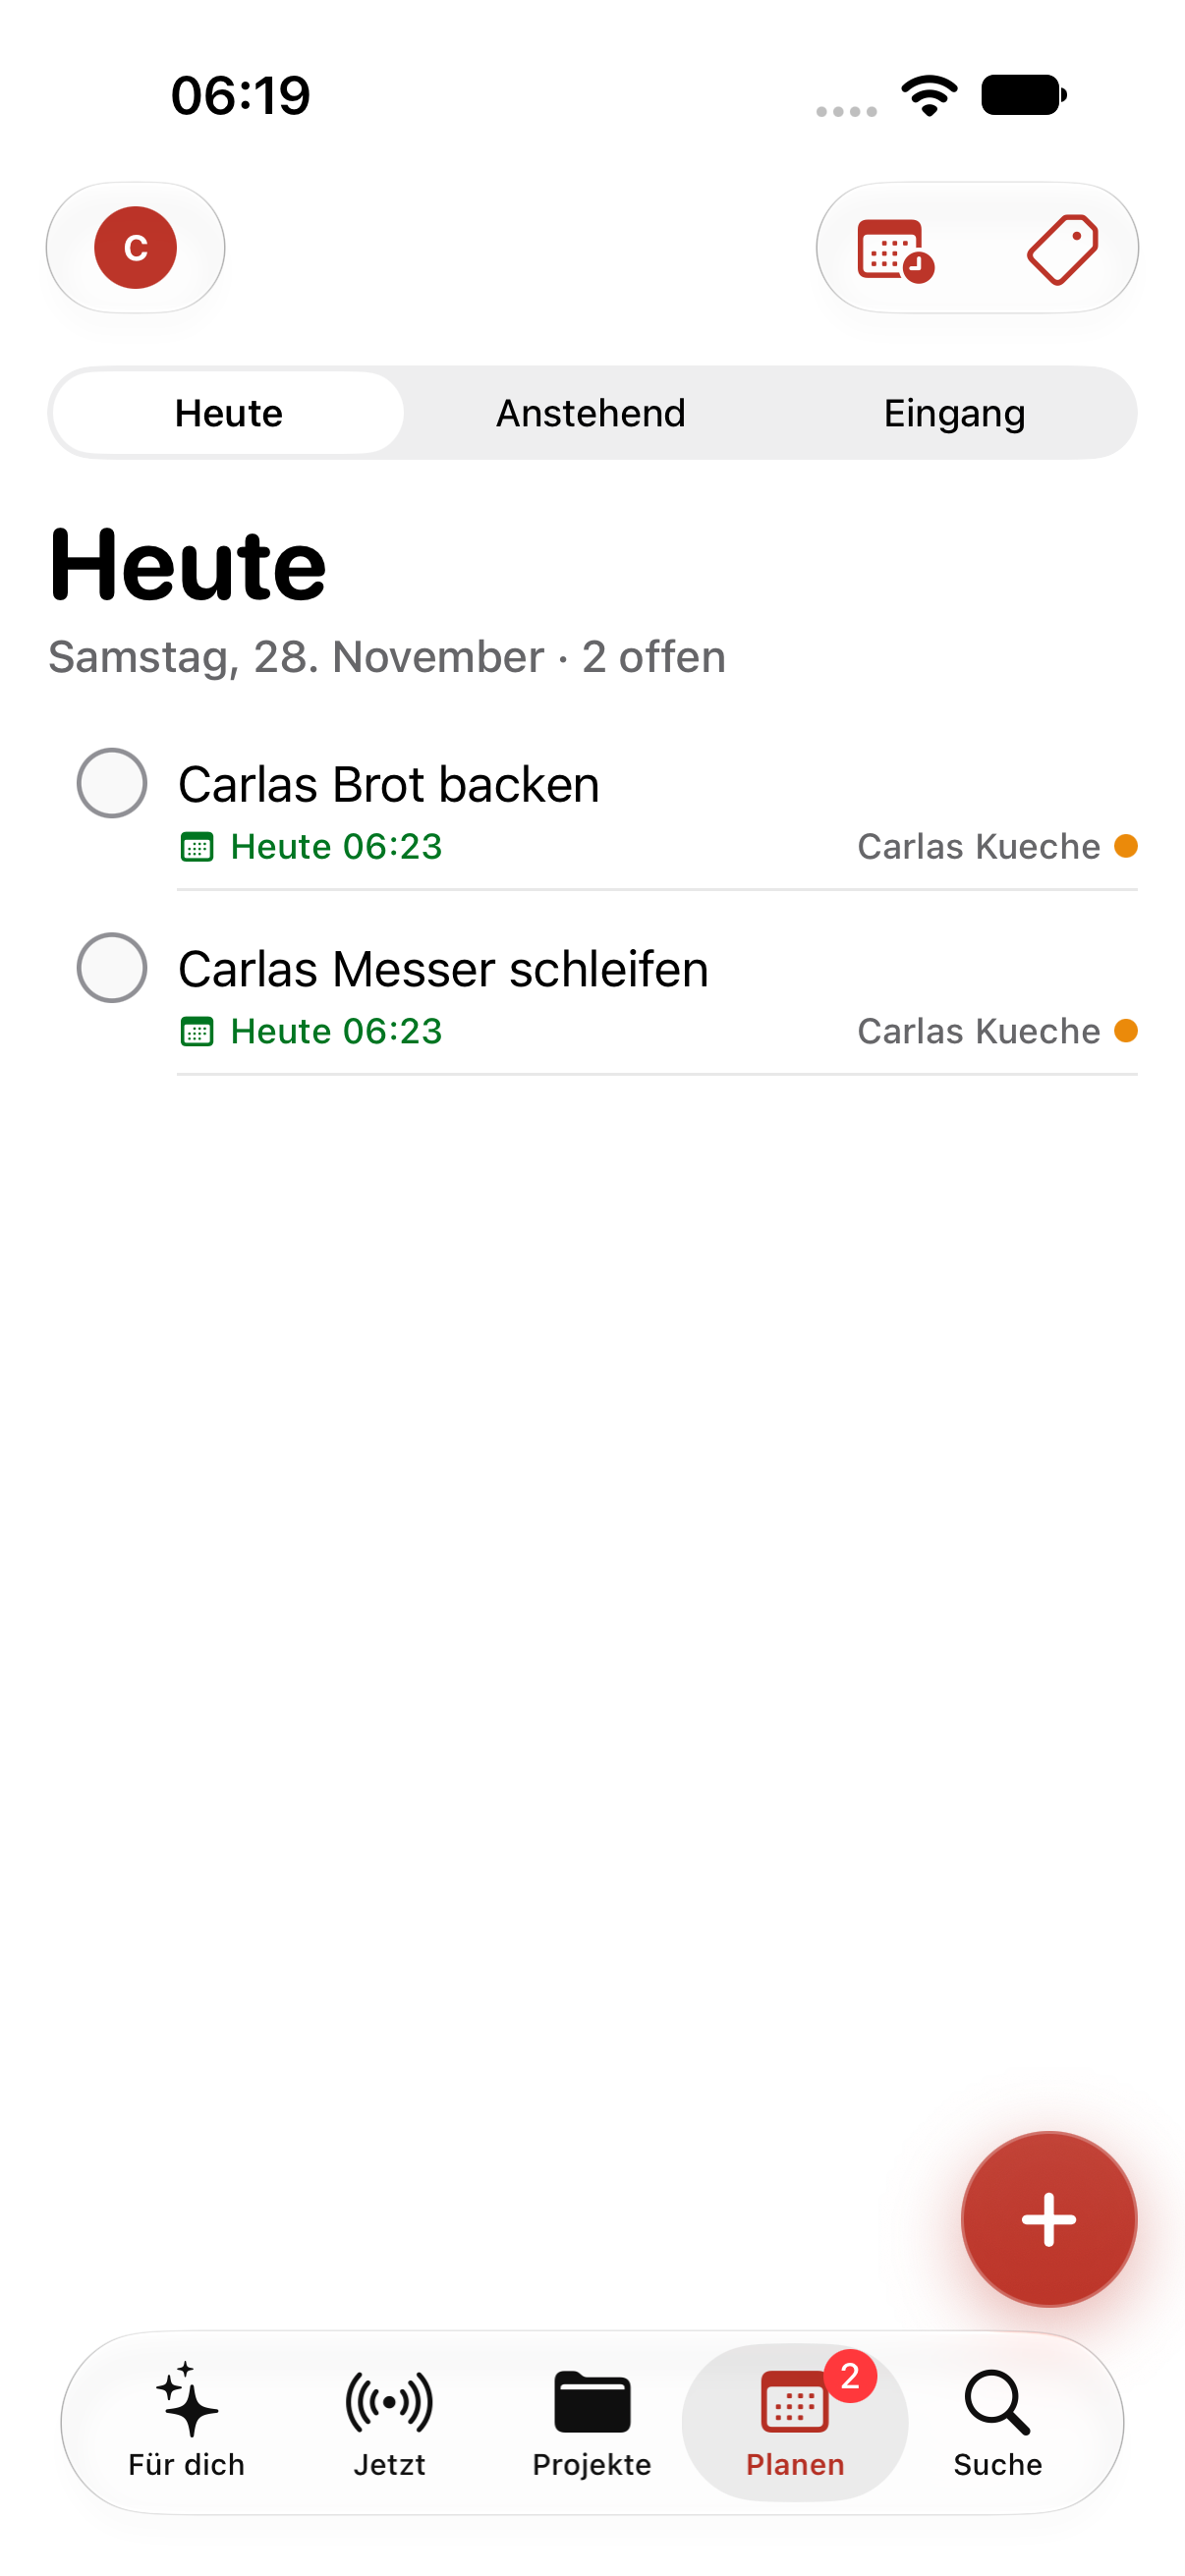 06:19
C
Heute
Anstehend
Eingang
Heute
Samstag, 28. November · 2 offen
Carlas Brot backen
Heute 06:23
Carlas Kueche
Carlas Messer schleifen
Heute 06:23
Carlas Kueche
2
Für dich
Jetzt
Projekte
Planen
Suche